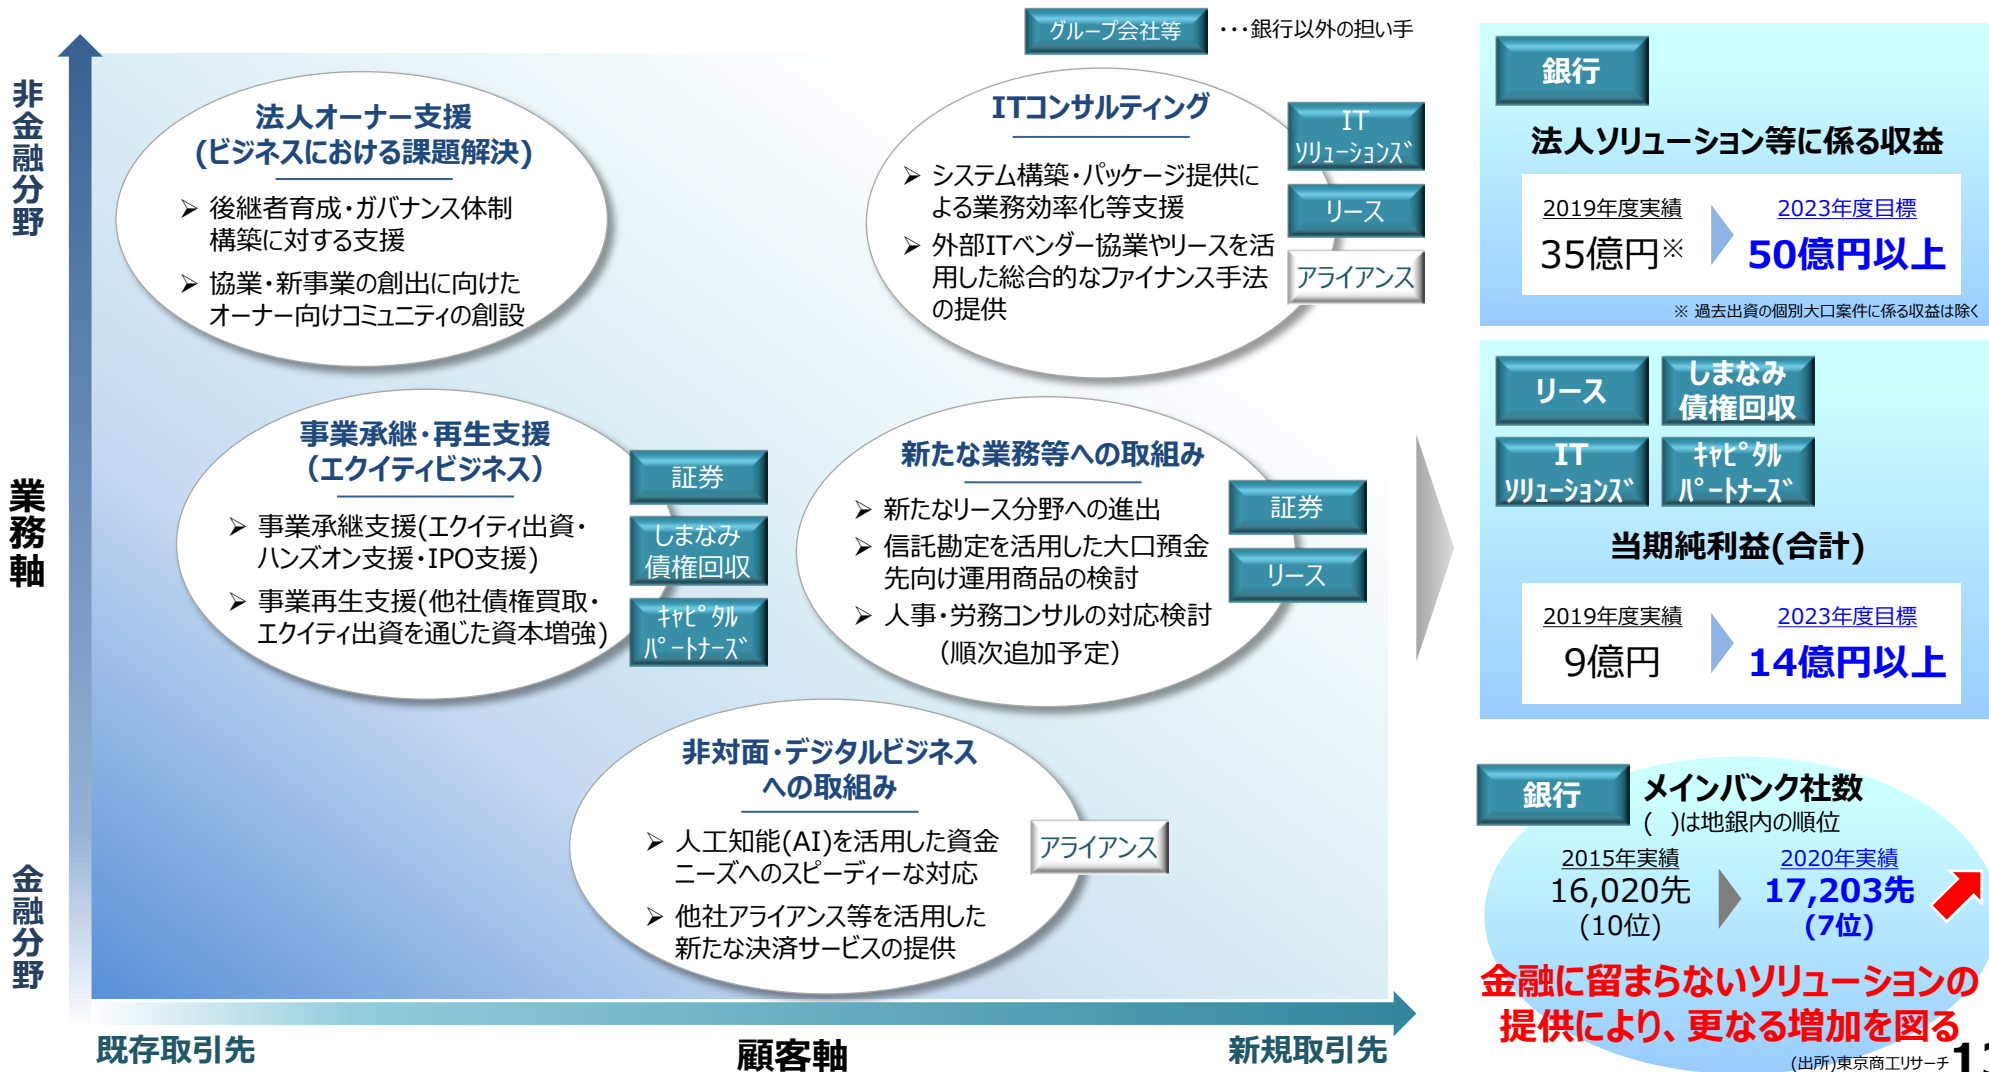 グループ会社等 ・・・銀行以外の担い手
非金融分野
業務軸
金融分野
法人オーナー支援
(ビジネスにおける課題解決)
➢ 後継者育成・ガバナンス体制
構築に対する支援
➢ 協業・新事業の創出に向けた
オーナー向けコミュニティの創設
ITコンサルティング
➢ システム構築・パッケージ提供に
よる業務効率化等支援
➢ 外部ITベンダー協業やリースを活
用した総合的なファイナンス手法
の提供
IT
ソリューションズ
リース
アライアンス
事業承継・再生支援
(エクイティビジネス)
➢ 事業承継支援(エクイティ出資・
ハンズオン支援・IPO支援)
➢ 事業再生支援(他社債権買取・
エクイティ出資を通じた資本増強)
証券
しまなみ
債権回収
キャピタル
パートナーズ
新たな業務等への取組み
➢ 新たなリース分野への進出
➢ 信託勘定を活用した大口預金
先向け運用商品の検討
➢ 人事・労務コンサルの対応検討
(順次追加予定)
証券
リース
非対面・デジタルビジネス
への取組み
➢ 人工知能(AI)を活用した資金
ニーズへのスピーディーな対応
➢ 他社アライアンス等を活用した
新たな決済サービスの提供
アライアンス
既存取引先
顧客軸
新規取引先
銀行
法人ソリューション等に係る収益
2019年度実績 2023年度目標
35億円※ 50億円以上
※ 過去出資の個別大口案件に係る収益は除く
リース
しまなみ
債権回収
IT
ソリューションズ
キャピタル
パートナーズ
当期純利益(合計)
2019年度実績 2023年度目標
9億円 14億円以上
銀行
メインバンク社数
( )は地銀内の順位
2015年実績 2020年実績
16,020先 17,203先
(10位) (7位)
金融に留まらないソリューションの
提供により、更なる増加を図る
(出所)東京商工リサーチ